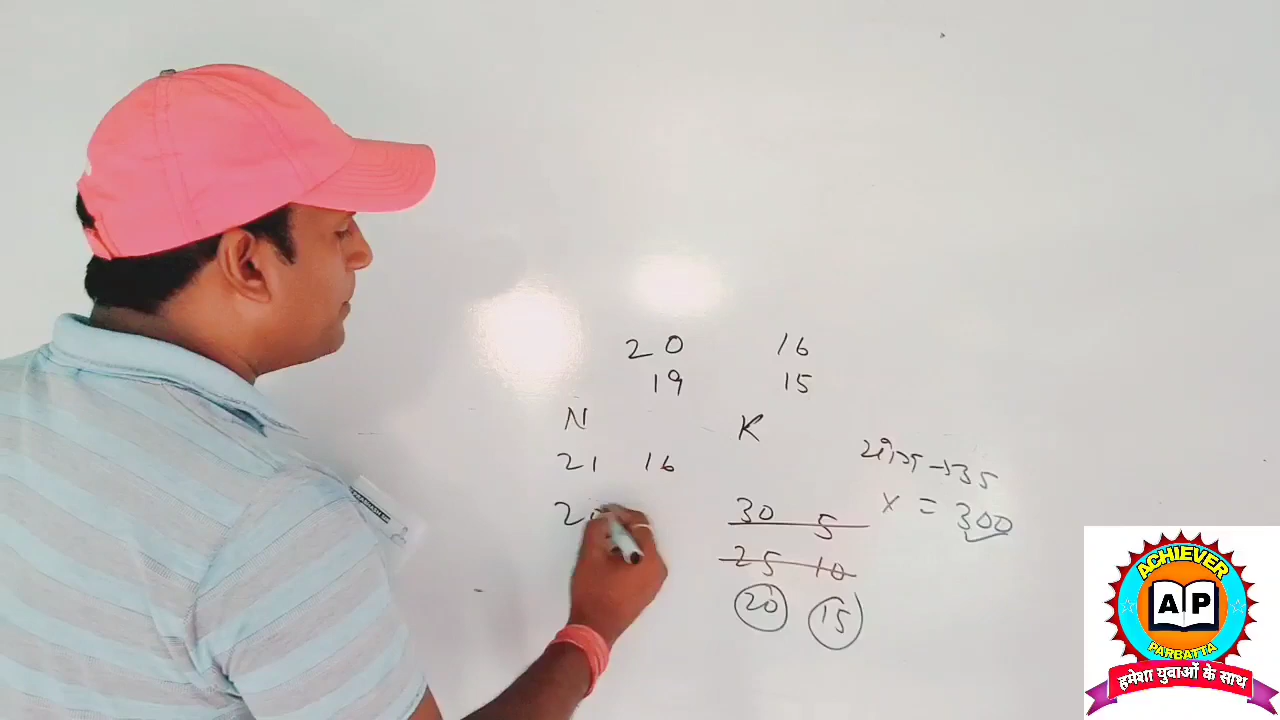 20 16
19 15
N K
21 16
30 5
25 10
20 15
x = 300
ACHIEVER
AP
PARBATTA
हमेशा युवाओं के साथ